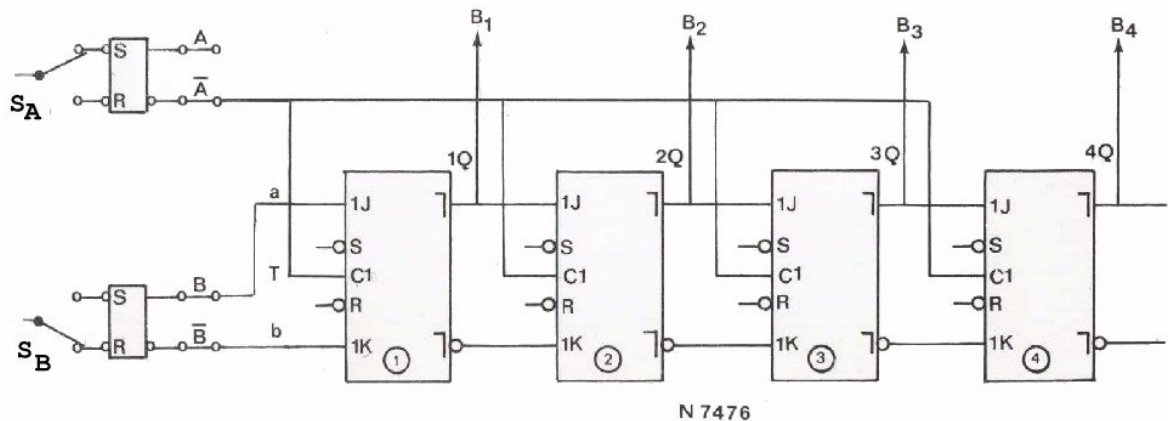 B1 B2 B3 B4
S A
R A̅
SA
1Q 2Q 3Q 4Q
a 1J 1J 1J 1J
S S S S
T C1 C1 C1 C1
S B
R R R R
R B̅ b 1K 1K 1K 1K
SB
1 2 3 4
N 7476